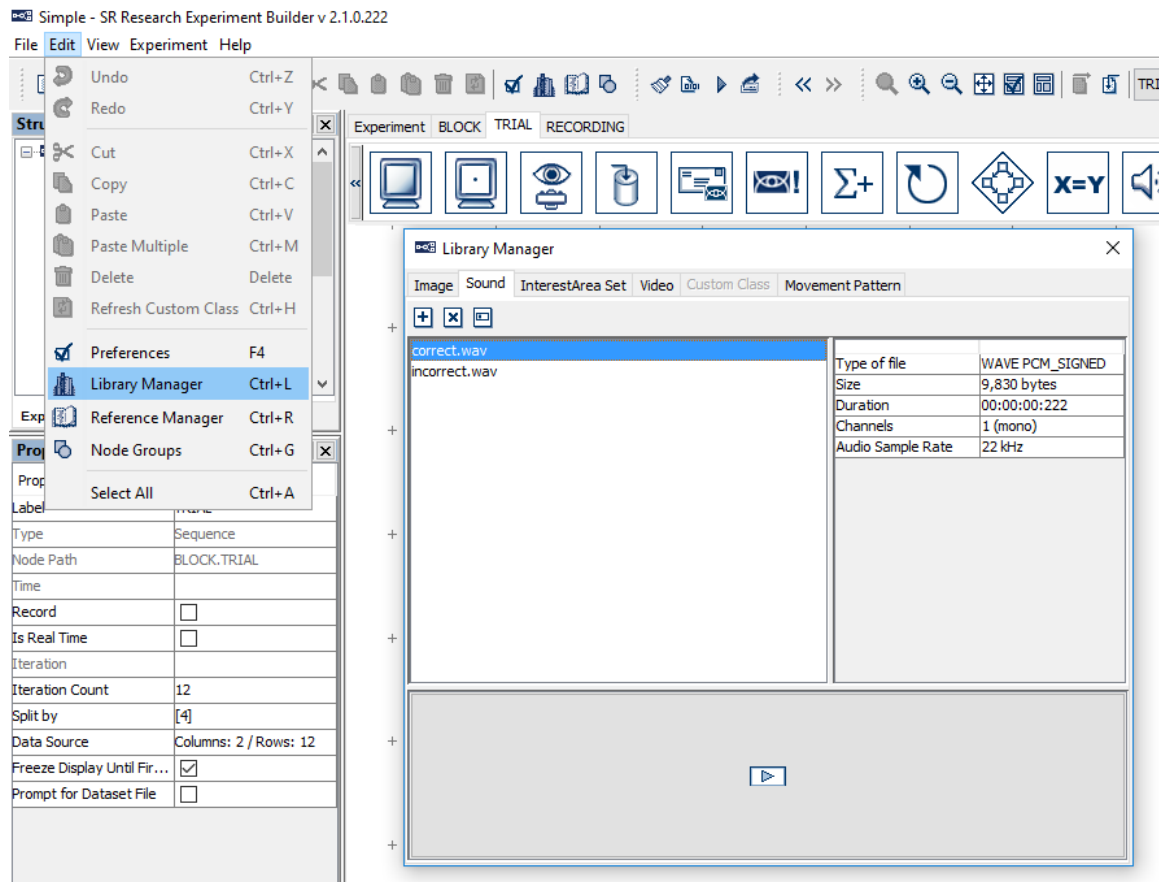 Simple - SR Research Experiment Builder v 2.1.0.222
File Edit View Experiment Help
Undo Ctrl+Z
Redo Ctrl+Y
Cut Ctrl+X
Copy Ctrl+C
Paste Ctrl+V
Paste Multiple Ctrl+M
Delete Delete
Refresh Custom Class Ctrl+H
Preferences F4
Library Manager Ctrl+L
Reference Manager Ctrl+R
Node Groups Ctrl+G
Select All Ctrl+A
TRI
Stru
Exp
Prop
Prop
Label TRIAL
Type Sequence
Node Path BLOCK.TRIAL
Time
Record
Is Real Time
Iteration
Iteration Count 12
Split by [4]
Data Source Columns: 2 / Rows: 12
Freeze Display Until Fir...
Prompt for Dataset File
Experiment BLOCK TRIAL RECORDING
Σ+ X=Y
Library Manager
Image Sound InterestArea Set Video Custom Class Movement Pattern
correct.wav
incorrect.wav
Type of file WAVE PCM_SIGNED
Size 9,830 bytes
Duration 00:00:00:222
Channels 1 (mono)
Audio Sample Rate 22 kHz